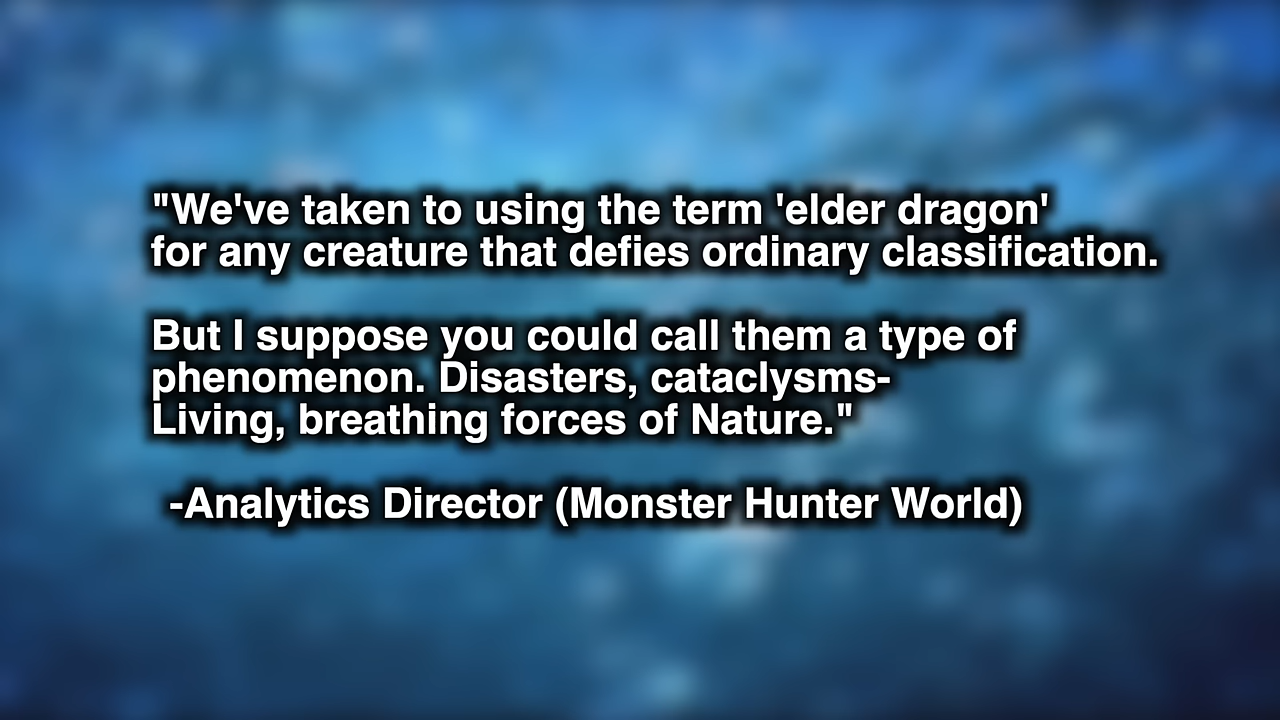 "We've taken to using the term 'elder dragon'
for any creature that defies ordinary classification.
But I suppose you could call them a type of
phenomenon. Disasters, cataclysms-
Living, breathing forces of Nature."
-Analytics Director (Monster Hunter World)